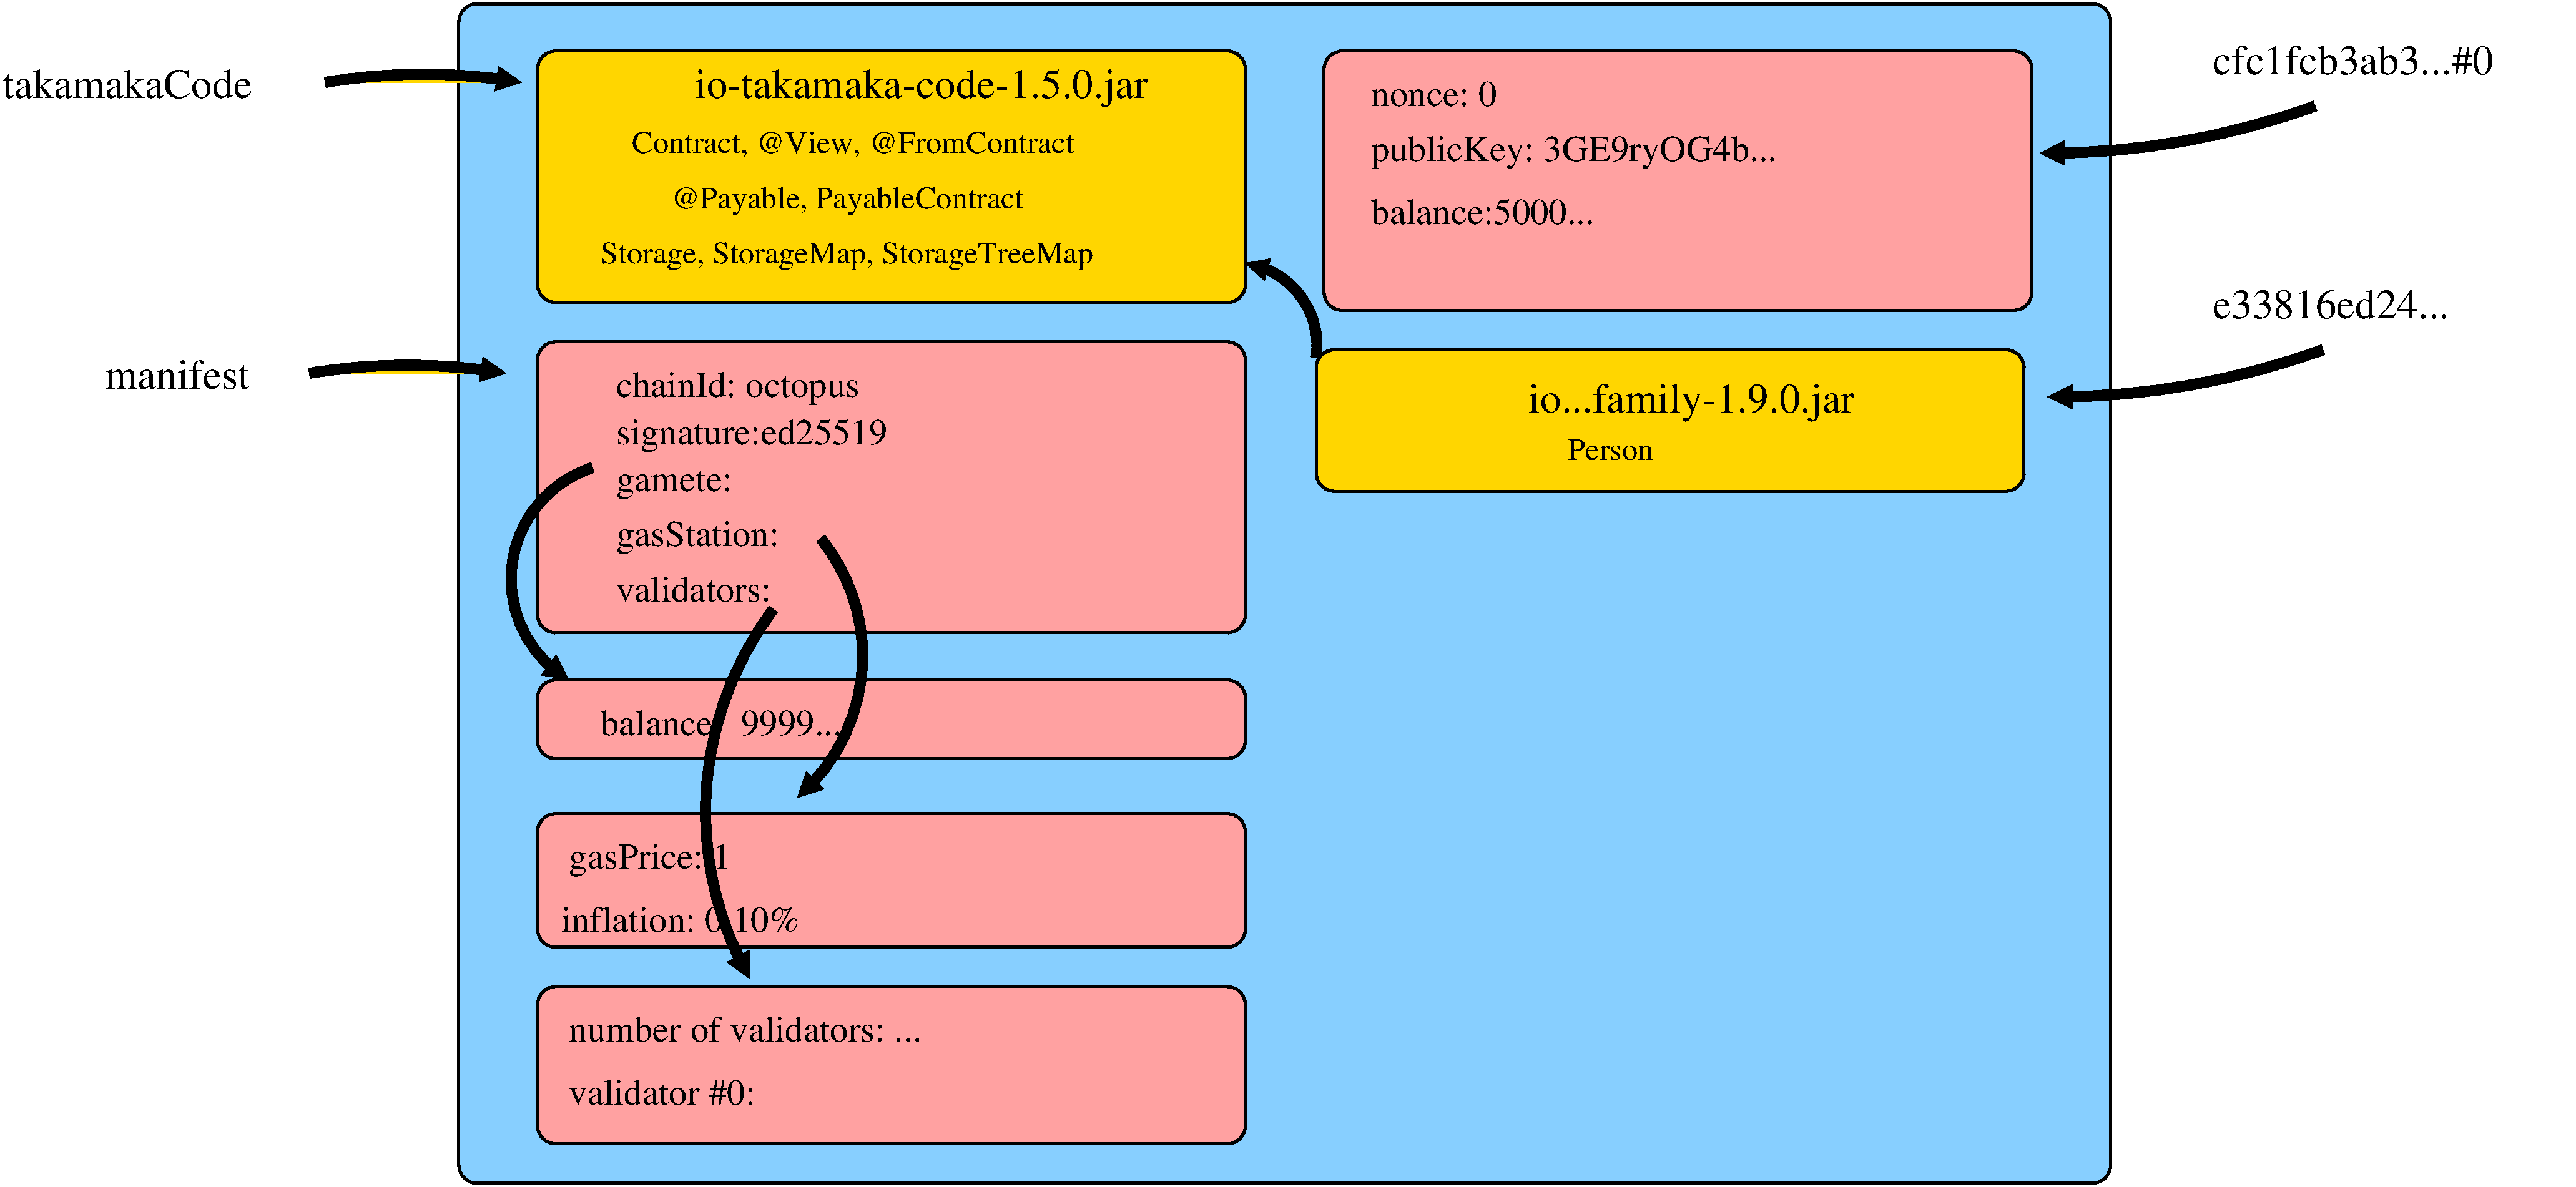 takamakaCode
manifest
io-takamaka-code-1.5.0.jar
Contract, @View, @FromContract
@Payable, PayableContract
Storage, StorageMap, StorageTreeMap
chainId: octopus
signature:ed25519
gamete:
gasStation:
validators:
balance 9999...
gasPrice: 1
inflation: 0.10%
number of validators: ...
validator #0:
nonce: 0
publicKey: 3GE9ryOG4b...
balance:5000...
io...family-1.9.0.jar
Person
cfc1fcb3ab3...#0
e33816ed24...